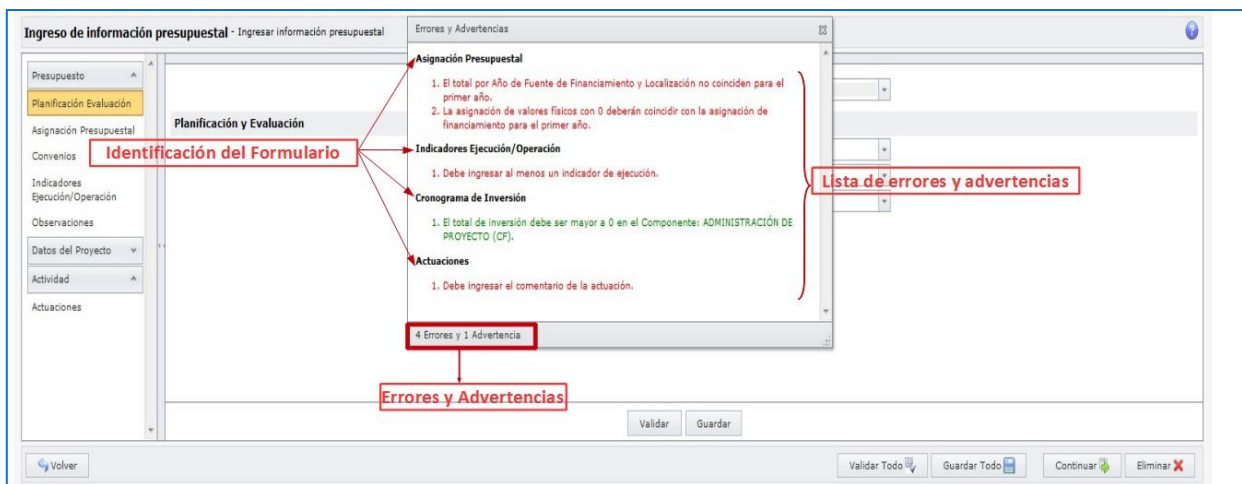 Ingreso de información presupuestal - Ingresar información presupuestal
Errores y Advertencias
Presupuesto
Planificación Evaluación
Asignación Presupuestal
Convenios
Indicadores
Ejecución/Operación
Observaciones
Datos del Proyecto
Actividad
Actuaciones
Planificación y Evaluación
Identificación del Formulario
Asignación Presupuestal
1. El total por Año de Fuente de Financiamiento y Localización no coinciden para el
primer año.
2. La asignación de valores físicos con 0 deberán coincidir con la asignación de
financiamiento para el primer año.
Indicadores Ejecución/Operación
1. Debe ingresar al menos un indicador de ejecución.
Cronograma de Inversión
1. El total de inversión debe ser mayor a 0 en el Componente: ADMINISTRACIÓN DE
PROYECTO (CF).
Actuaciones
1. Debe ingresar el comentario de la actuación.
4 Errores y 1 Advertencia
Lista de errores y advertencias
Errores y Advertencias
Validar
Guardar
Volver
Validar Todo
Guardar Todo
Continuar
Eliminar